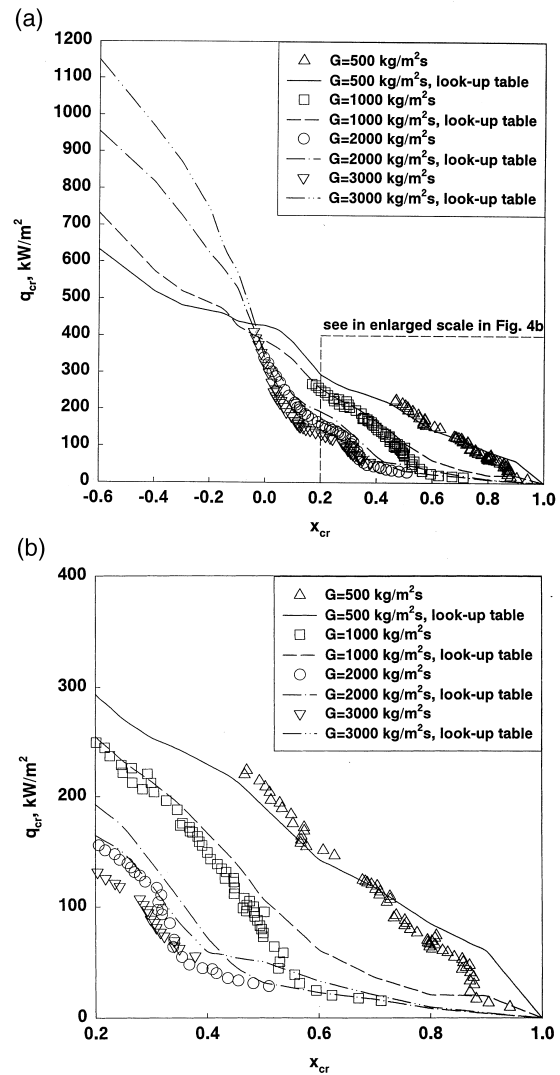 (a)
1200
1100
1000
900
800
700
600
500
400
300
200
100
0
q_cr, kW/m²
-0.6 -0.4 -0.2 0.0 0.2 0.4 0.6 0.8 1.0
x_cr
G=500 kg/m²s
G=500 kg/m²s, look-up table
G=1000 kg/m²s
G=1000 kg/m²s, look-up table
G=2000 kg/m²s
G=2000 kg/m²s, look-up table
G=3000 kg/m²s
G=3000 kg/m²s, look-up table
see in enlarged scale in Fig. 4b
(b)
400
300
200
100
0
q_cr, kW/m²
0.2 0.4 0.6 0.8 1.0
x_cr
G=500 kg/m²s
G=500 kg/m²s, look-up table
G=1000 kg/m²s
G=1000 kg/m²s, look-up table
G=2000 kg/m²s
G=2000 kg/m²s, look-up table
G=3000 kg/m²s
G=3000 kg/m²s, look-up table